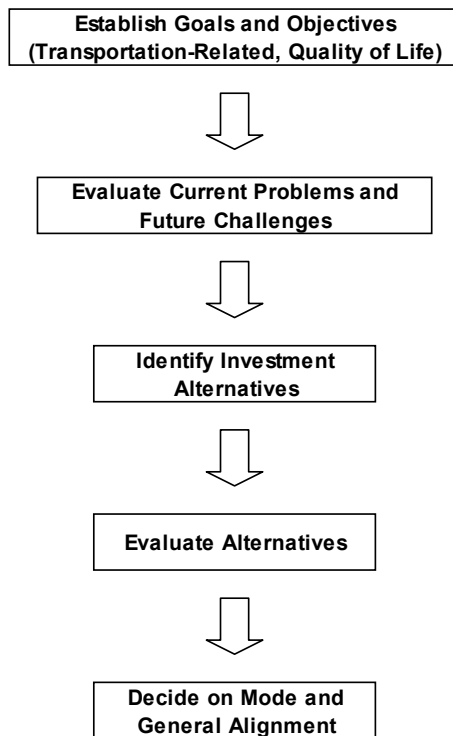 Establish Goals and Objectives
(Transportation-Related, Quality of Life)
Evaluate Current Problems and
Future Challenges
Identify Investment
Alternatives
Evaluate Alternatives
Decide on Mode and
General Alignment